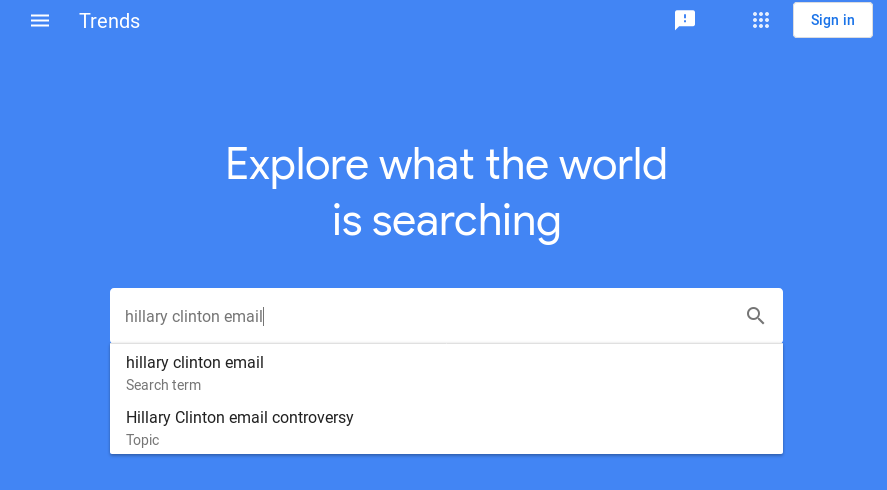 Trends
Sign in
Explore what the world
is searching
hillary clinton email
hillary clinton email
Search term
Hillary Clinton email controversy
Topic